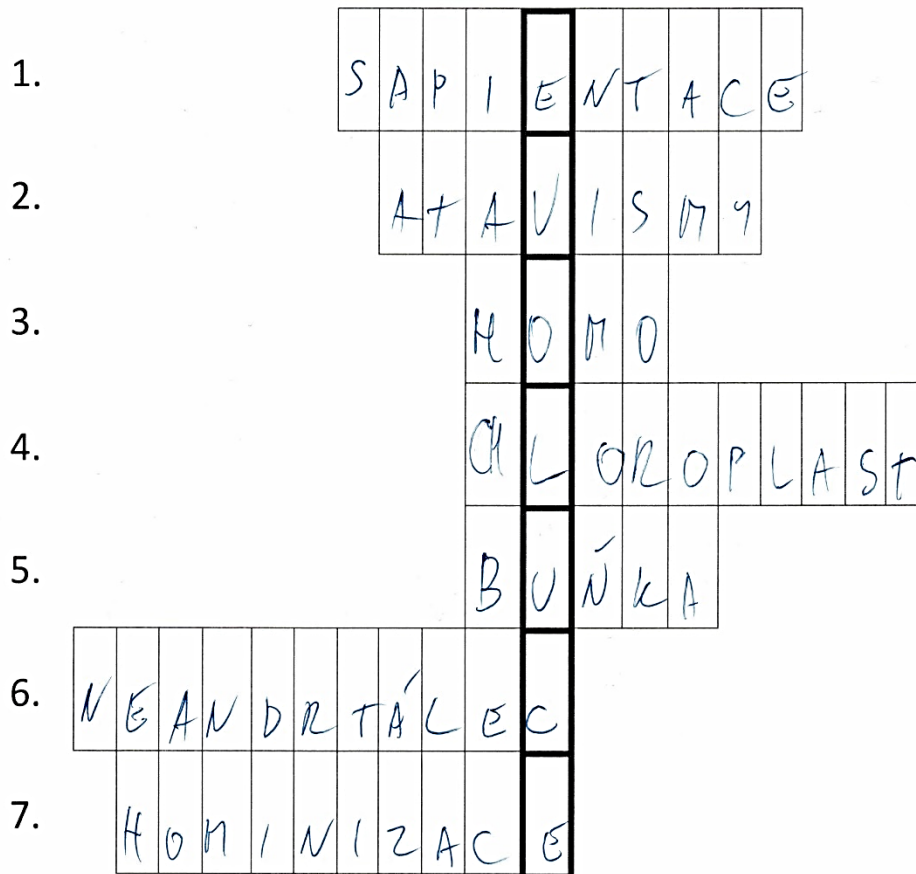 1. SAPIENTACE
2. ATAVISMY
3. HOMO
4. CHLOROPLAST
5. BUŇKA
6. NEANDRTÁLEC
7. HOMINIZACE